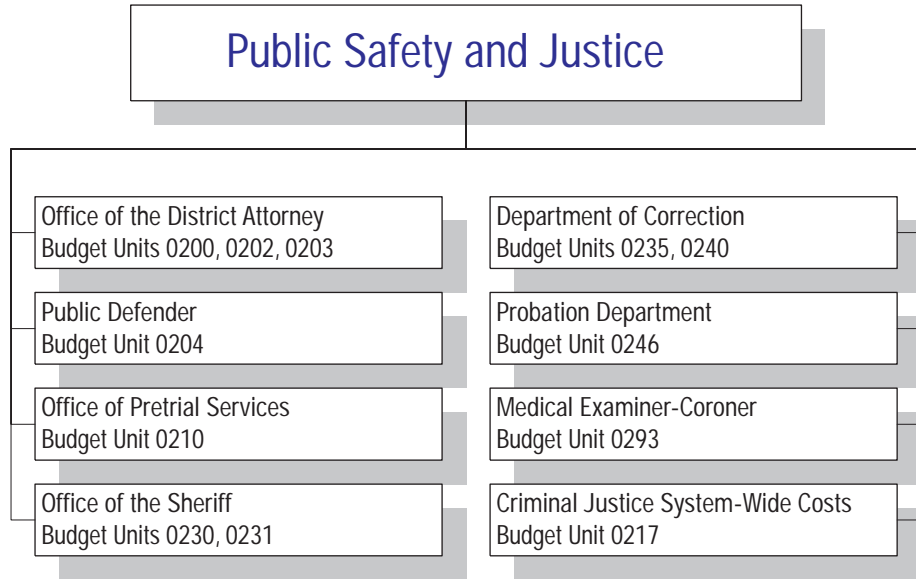 Public Safety and Justice
Office of the District Attorney
Budget Units 0200, 0202, 0203
Public Defender
Budget Unit 0204
Office of Pretrial Services
Budget Unit 0210
Office of the Sheriff
Budget Units 0230, 0231
Department of Correction
Budget Units 0235, 0240
Probation Department
Budget Unit 0246
Medical Examiner-Coroner
Budget Unit 0293
Criminal Justice System-Wide Costs
Budget Unit 0217